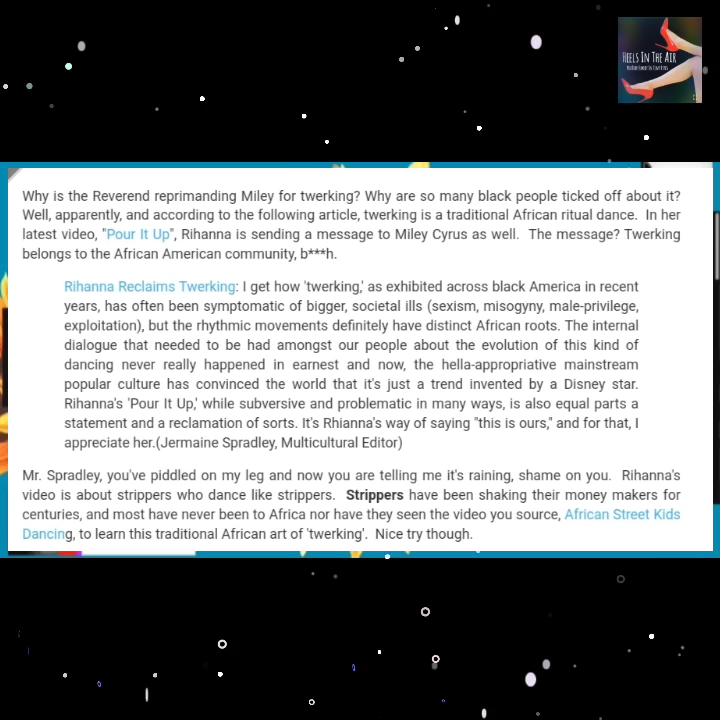 HEELS IN THE AIR
Why is the Reverend reprimanding Miley for twerking? Why are so many black people ticked off about it?
Well, apparently, and according to the following article, twerking is a traditional African ritual dance. In her
latest video, "Pour It Up", Rihanna is sending a message to Miley Cyrus as well. The message? Twerking
belongs to the African American community, b***h.
Rihanna Reclaims Twerking: I get how 'twerking,' as exhibited across black America in recent
years, has often been symptomatic of bigger, societal ills (sexism, misogyny, male-privilege,
exploitation), but the rhythmic movements definitely have distinct African roots. The internal
dialogue that needed to be had amongst our people about the evolution of this kind of
dancing never really happened in earnest and now, the hella-appropriative mainstream
popular culture has convinced the world that it's just a trend invented by a Disney star.
Rihanna's 'Pour It Up,' while subversive and problematic in many ways, is also equal parts a
statement and a reclamation of sorts. It's Rhianna's way of saying "this is ours," and for that, I
appreciate her.(Jermaine Spradley, Multicultural Editor)
Mr. Spradley, you've piddled on my leg and now you are telling me it's raining, shame on you. Rihanna's
video is about strippers who dance like strippers. Strippers have been shaking their money makers for
centuries, and most have never been to Africa nor have they seen the video you source, African Street Kids
Dancing, to learn this traditional African art of 'twerking'. Nice try though.